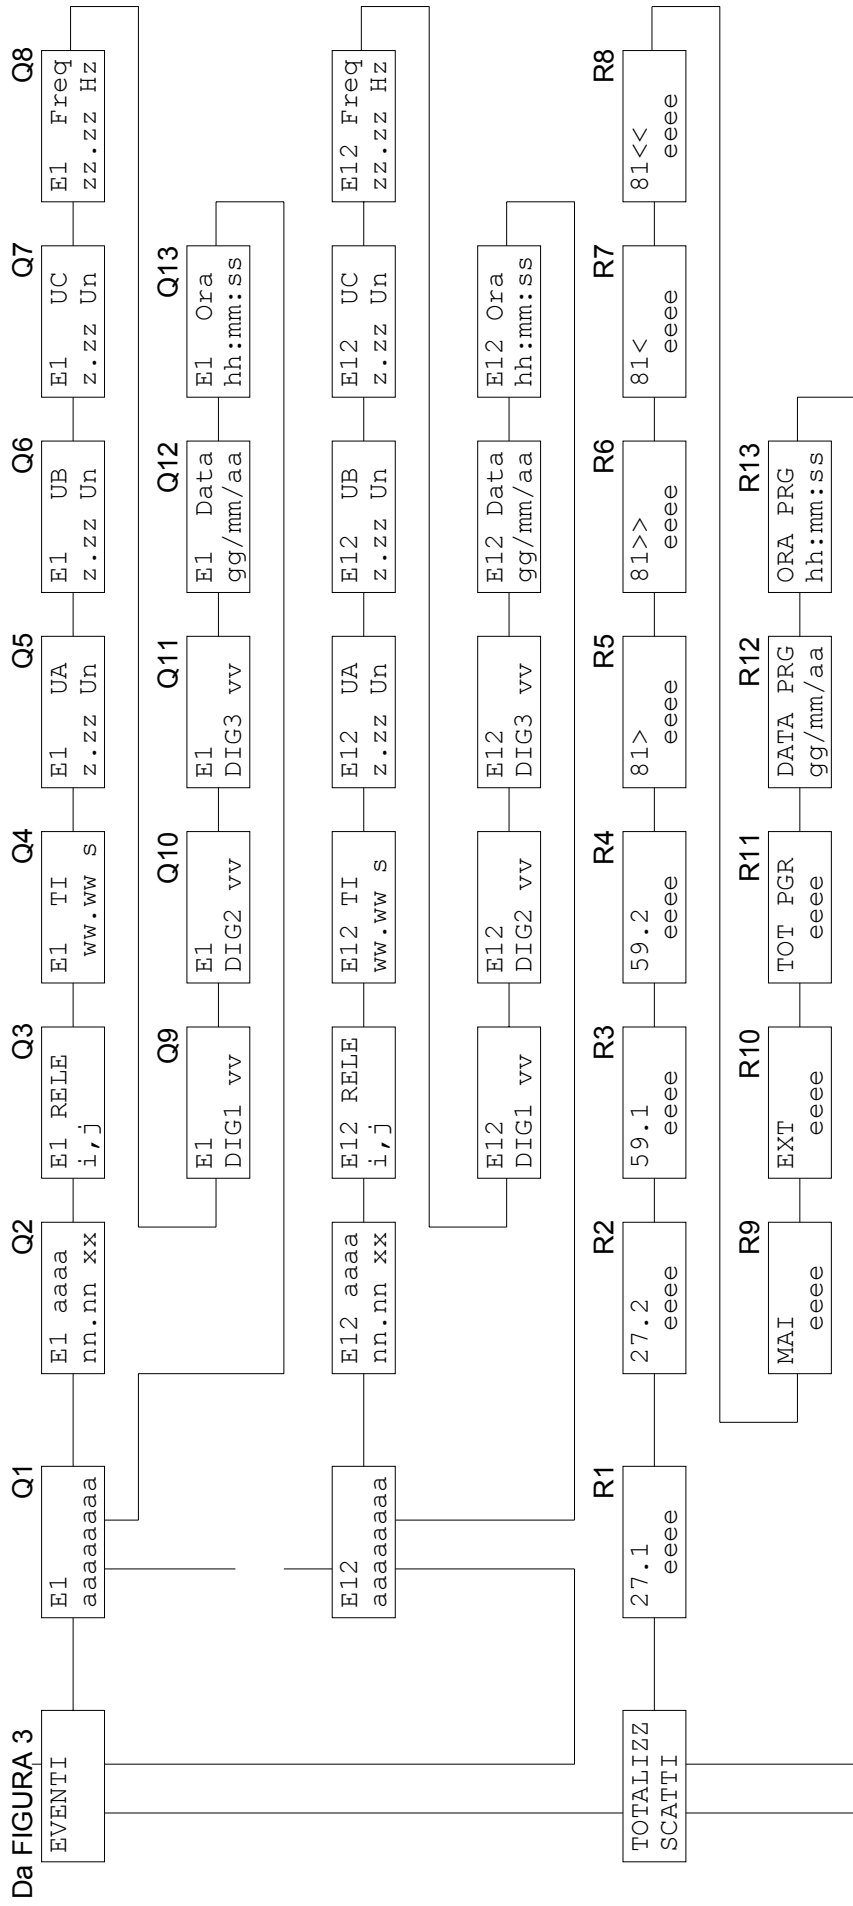 Da FIGURA 3
EVENTI
Q1
E1
aaaaaaaaa
Q2
E1 aaaa
nn.nn xx
Q3
E1 RELE
i,j
Q4
E1 TI
ww.ww s
Q5
E1 UA
z.zz Un
Q6
E1 UB
z.zz Un
Q7
E1 UC
z.zz Un
Q8
E1 Freq
zz.zz Hz
Q9
E1
DIG1 vv
Q10
E1
DIG2 vv
Q11
E1
DIG3 vv
Q12
E1 Data
gg/mm/aa
Q13
E1 Ora
hh:mm:ss
E12
aaaaaaaaa
E12 aaaa
nn.nn xx
E12 RELE
i,j
E12 TI
ww.ww s
E12 UA
z.zz Un
E12 UB
z.zz Un
E12 UC
z.zz Un
E12 Freq
zz.zz Hz
E12
DIG1 vv
E12
DIG2 vv
E12
DIG3 vv
E12 Data
gg/mm/aa
E12 Ora
hh:mm:ss
TOTALIZZ
SCATTI
R1
27.1
eeee
R2
27.2
eeee
R3
59.1
eeee
R4
59.2
eeee
R5
81>
eeee
R6
81>>
eeee
R7
81<
eeee
R8
81<<
eeee
R9
MAI
eeee
R10
EXT
eeee
R11
TOT PGR
eeee
R12
DATA PRG
gg/mm/aa
R13
ORA PRG
hh:mm:ss